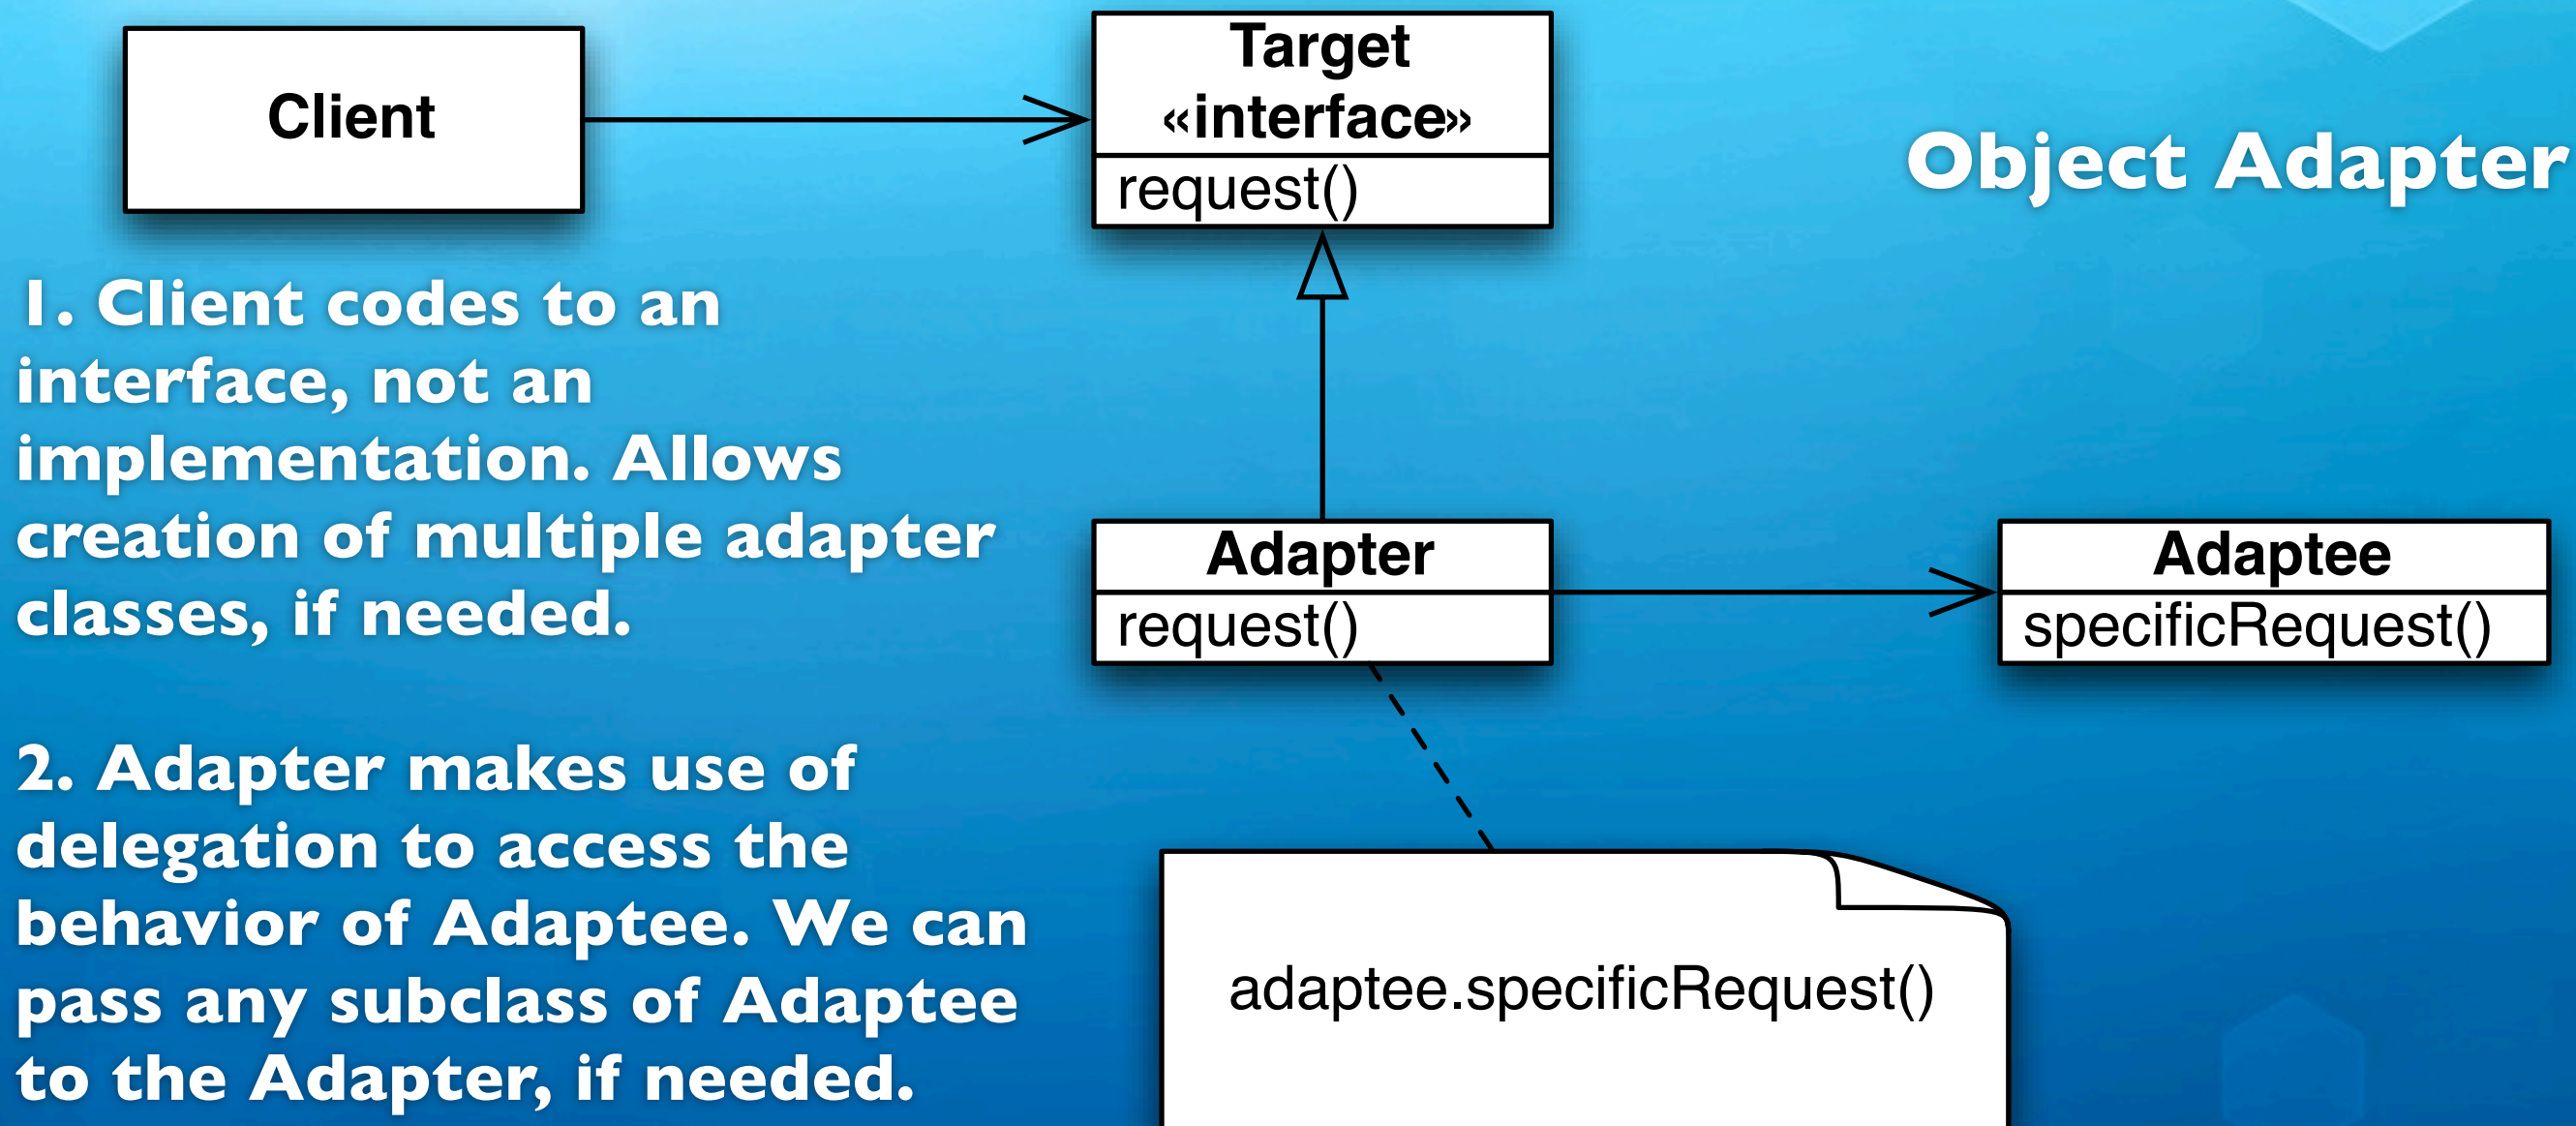 Client
Target
«interface»
request()
Object Adapter
1. Client codes to an
interface, not an
implementation. Allows
creation of multiple adapter
classes, if needed.
Adapter
request()
Adaptee
specificRequest()
2. Adapter makes use of
delegation to access the
behavior of Adaptee. We can
pass any subclass of Adaptee
to the Adapter, if needed.
adaptee.specificRequest()